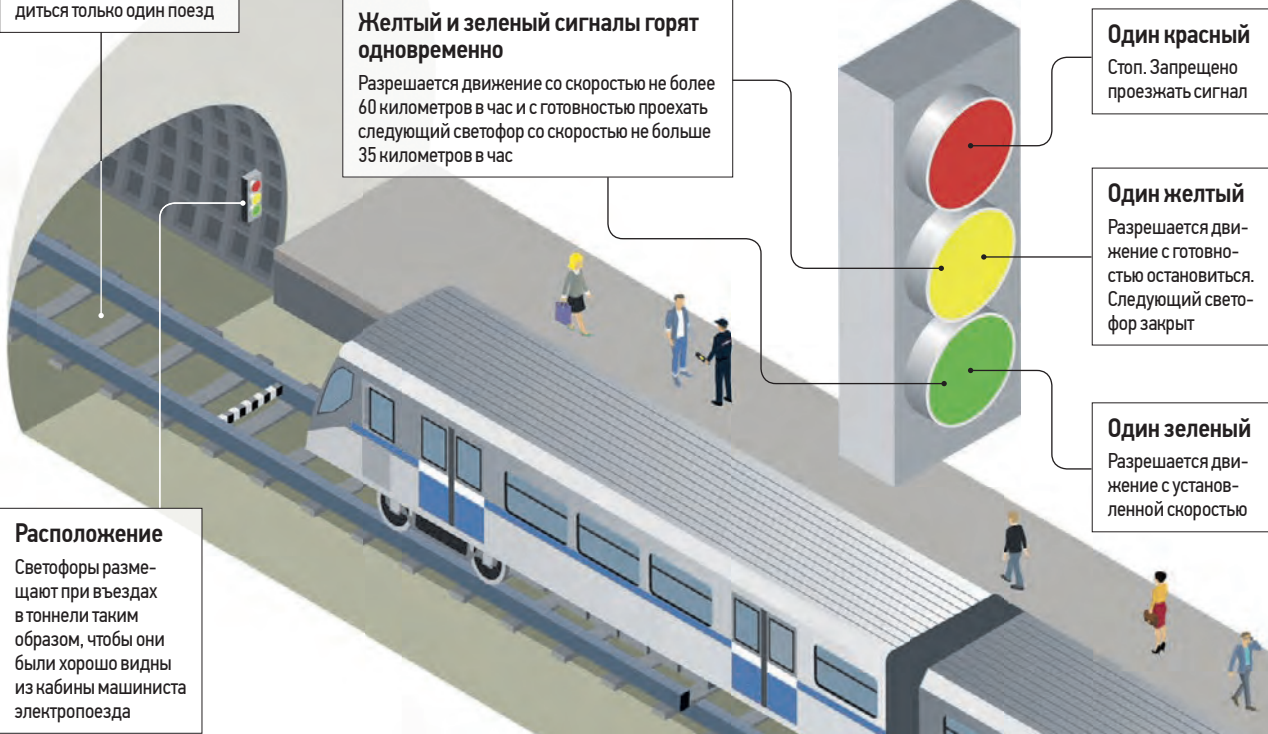 диться только один поезд
Желтый и зеленый сигналы горят
одновременно
Разрешается движение со скоростью не более
60 километров в час и с готовностью проехать
следующий светофор со скоростью не больше
35 километров в час
Один красный
Стоп. Запрещено
проезжать сигнал
Один желтый
Разрешается дви-
жение с готовно-
стью остановиться.
Следующий свето-
фор закрыт
Один зеленый
Разрешается дви-
жение с установ-
ленной скоростью
Расположение
Светофоры разме-
щают при въездах
в тоннели таким
образом, чтобы они
были хорошо видны
из кабины машиниста
электропоезда